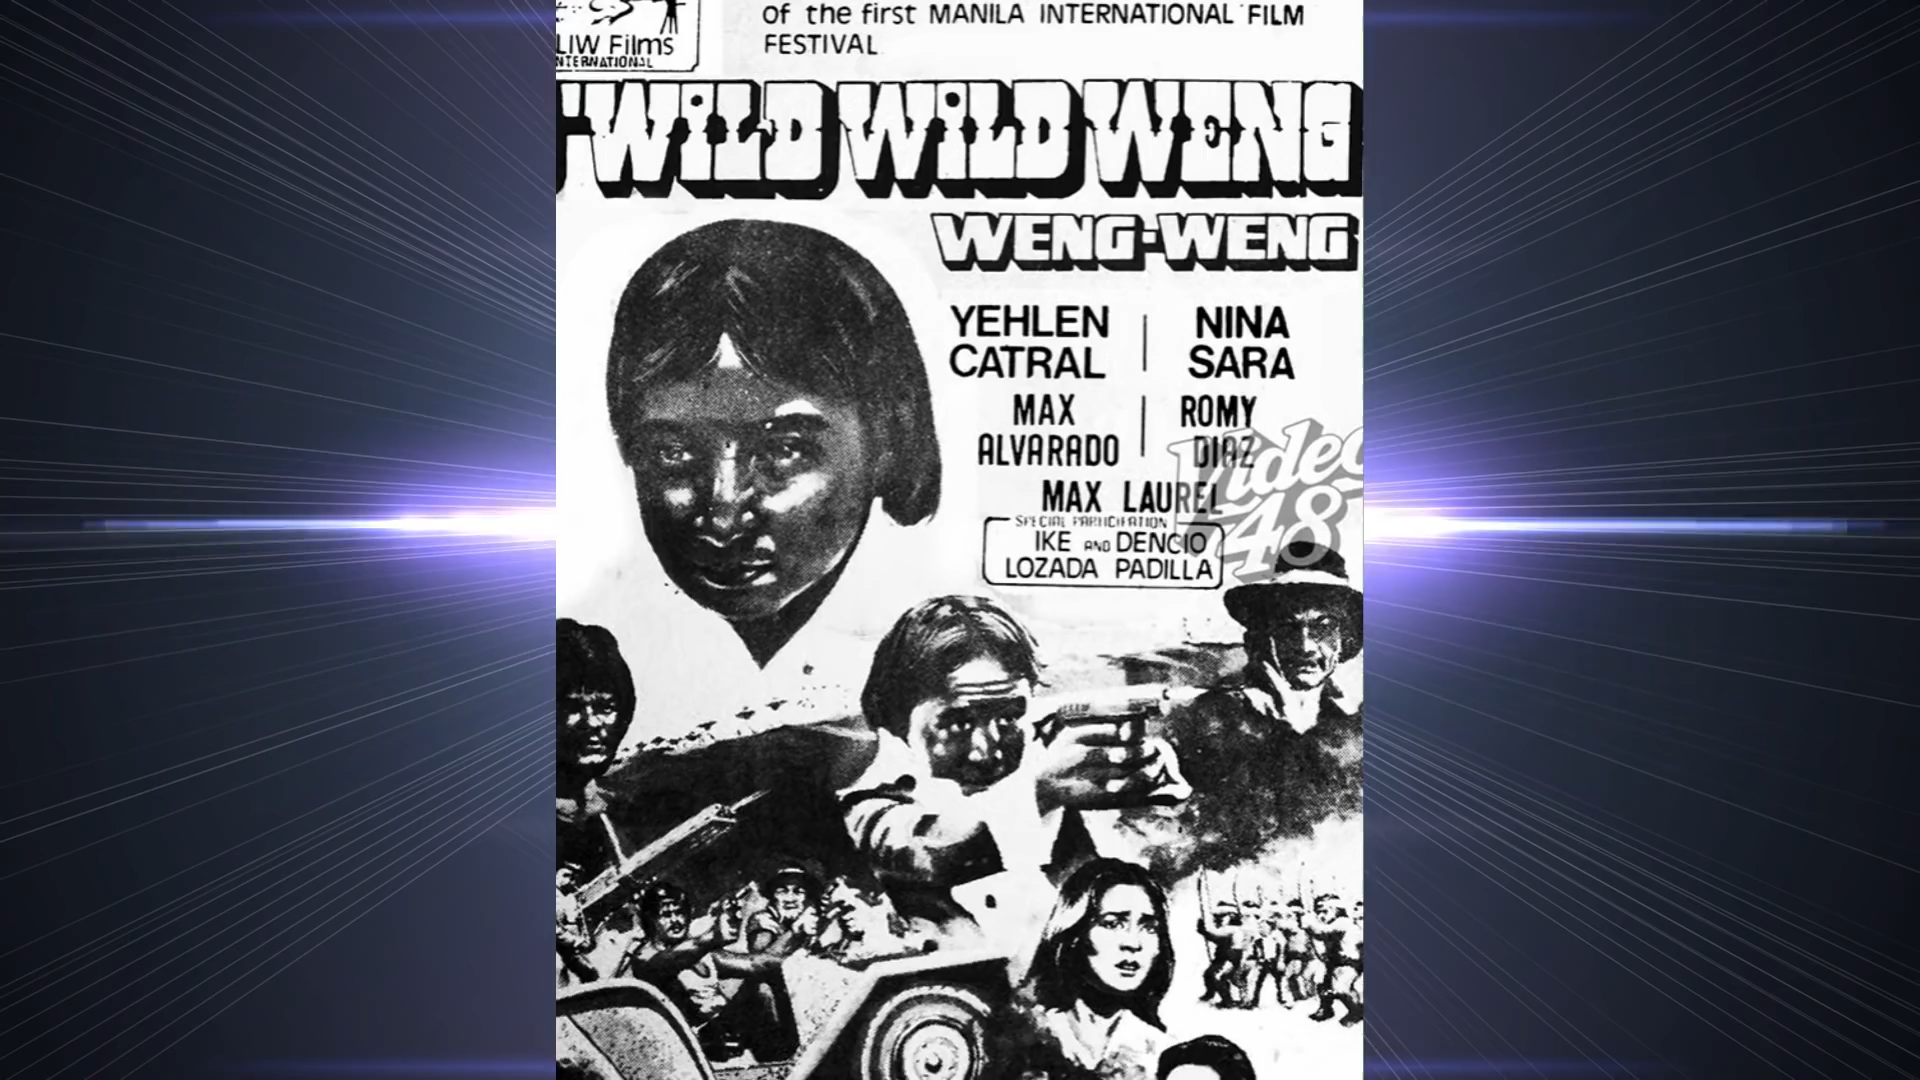 LIW Films
NTERNATIONAL
of the first MANILA INTERNATIONAL FILM
FESTIVAL
WILD WILD WENG
WENG-WENG
YEHLEN
CATRAL
NINA
SARA
MAX
ALVARADO
ROMY
DIAZ
MAX LAUREL
SPECIAL PARTICIPATION
IKE AND DENCIO
LOZADA PADILLA
Video
48